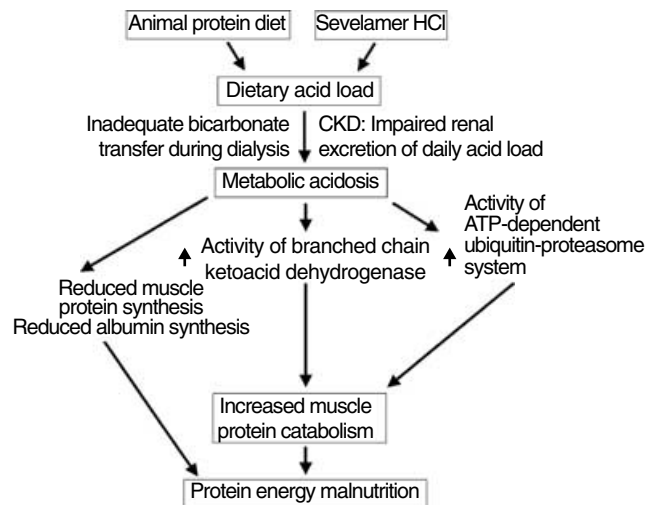 Animal protein diet
Sevelamer HCl
Dietary acid load
Inadequate bicarbonate
transfer during dialysis
CKD: Impaired renal
excretion of daily acid load
Metabolic acidosis
Reduced muscle
protein synthesis
Reduced albumin synthesis
Activity of branched chain
ketoacid dehydrogenase
Activity of
ATP-dependent
ubiquitin-proteasome
system
Increased muscle
protein catabolism
Protein energy malnutrition